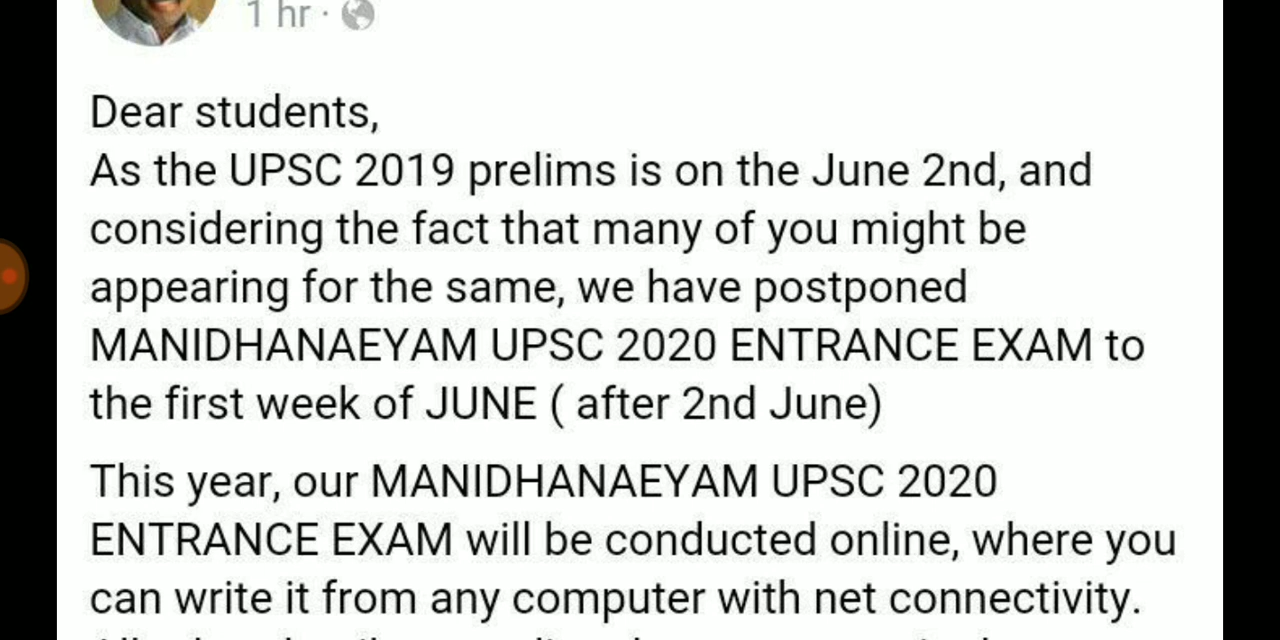 1 hr ·
Dear students,
As the UPSC 2019 prelims is on the June 2nd, and
considering the fact that many of you might be
appearing for the same, we have postponed
MANIDHANAEYAM UPSC 2020 ENTRANCE EXAM to
the first week of JUNE ( after 2nd June)
This year, our MANIDHANAEYAM UPSC 2020
ENTRANCE EXAM will be conducted online, where you
can write it from any computer with net connectivity.